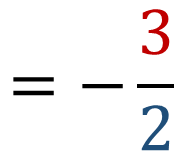 = − 3/2